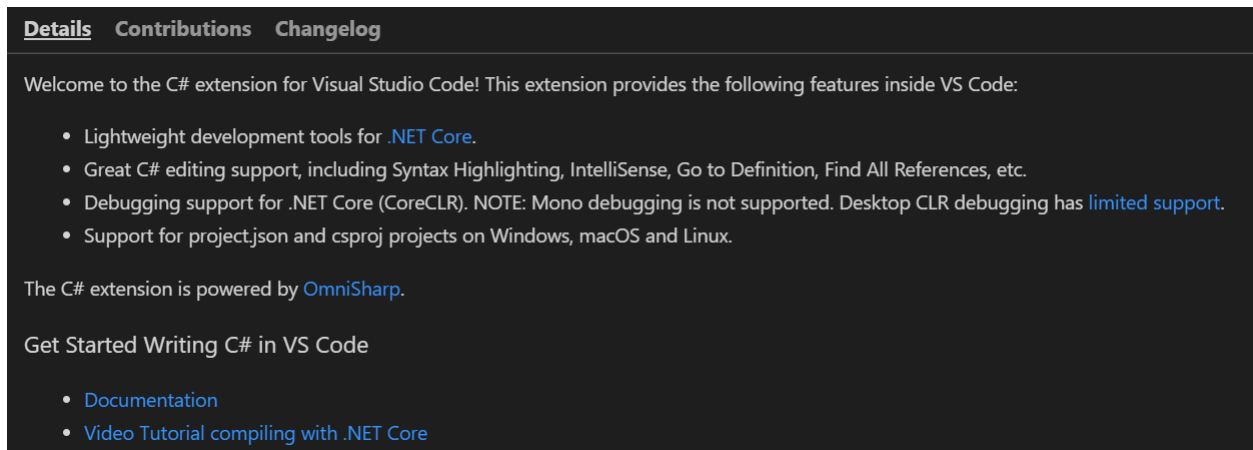 Details Contributions Changelog
Welcome to the C# extension for Visual Studio Code! This extension provides the following features inside VS Code:
• Lightweight development tools for .NET Core.
• Great C# editing support, including Syntax Highlighting, IntelliSense, Go to Definition, Find All References, etc.
• Debugging support for .NET Core (CoreCLR). NOTE: Mono debugging is not supported. Desktop CLR debugging has limited support.
• Support for project.json and csproj projects on Windows, macOS and Linux.
The C# extension is powered by OmniSharp.
Get Started Writing C# in VS Code
• Documentation
• Video Tutorial compiling with .NET Core